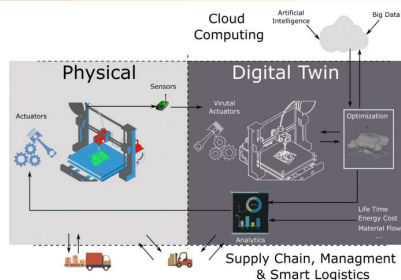 Cloud
Computing
Artificial
Intelligence
Big Data
Physical
Digital Twin
Sensors
Actuators
Virutal
Actuators
Optimization
Analytics
Life Time
Energy Cost
Material Flow
...
Supply Chain, Managment
& Smart Logistics